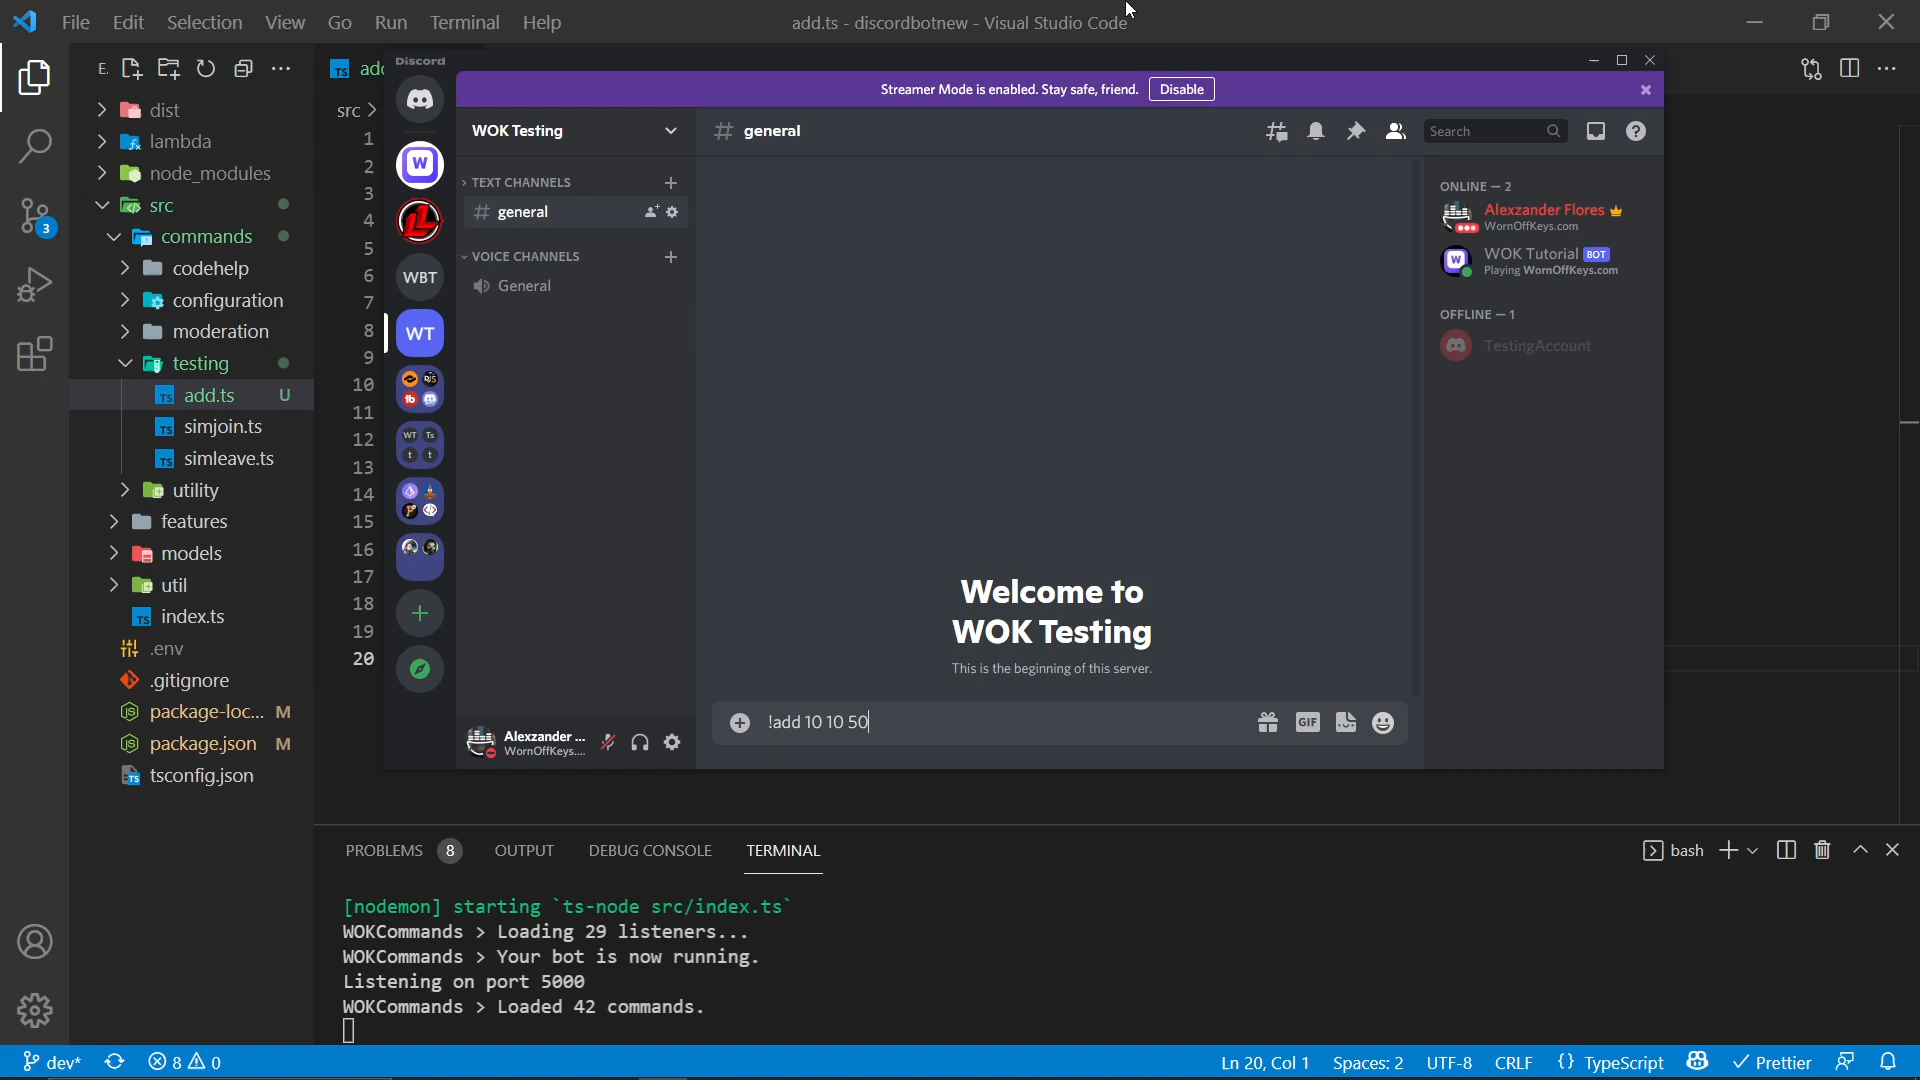 File Edit Selection View Go Run Terminal Help
add.ts - discordbotnew - Visual Studio Code
E.
dist
lambda
node_modules
src
commands
codehelp
configuration
moderation
testing
add.ts U
simjoin.ts
simleave.ts
utility
features
models
util
index.ts
.env
.gitignore
package-loc... M
package.json M
tsconfig.json
3
TS
src >
1
2
3
4
5
6
7
8
9
10
11
12
13
14
15
16
17
18
19
20
Discord
Streamer Mode is enabled. Stay safe, friend. Disable
WBT
WT
WOK Testing
TEXT CHANNELS
general
VOICE CHANNELS
General
Alexzander ...
WornOffKeys....
# general
Search
Welcome to
WOK Testing
This is the beginning of this server.
!add 10 10 50
GIF
ONLINE — 2
Alexzander Flores
WornOffKeys.com
WOK Tutorial BOT
Playing WornOffKeys.com
OFFLINE — 1
TestingAccount
PROBLEMS 8 OUTPUT DEBUG CONSOLE TERMINAL
bash
[nodemon] starting `ts-node src/index.ts`
WOKCommands > Loading 29 listeners...
WOKCommands > Your bot is now running.
Listening on port 5000
WOKCommands > Loaded 42 commands.
dev* 8 0
Ln 20, Col 1 Spaces: 2 UTF-8 CRLF {} TypeScript Prettier